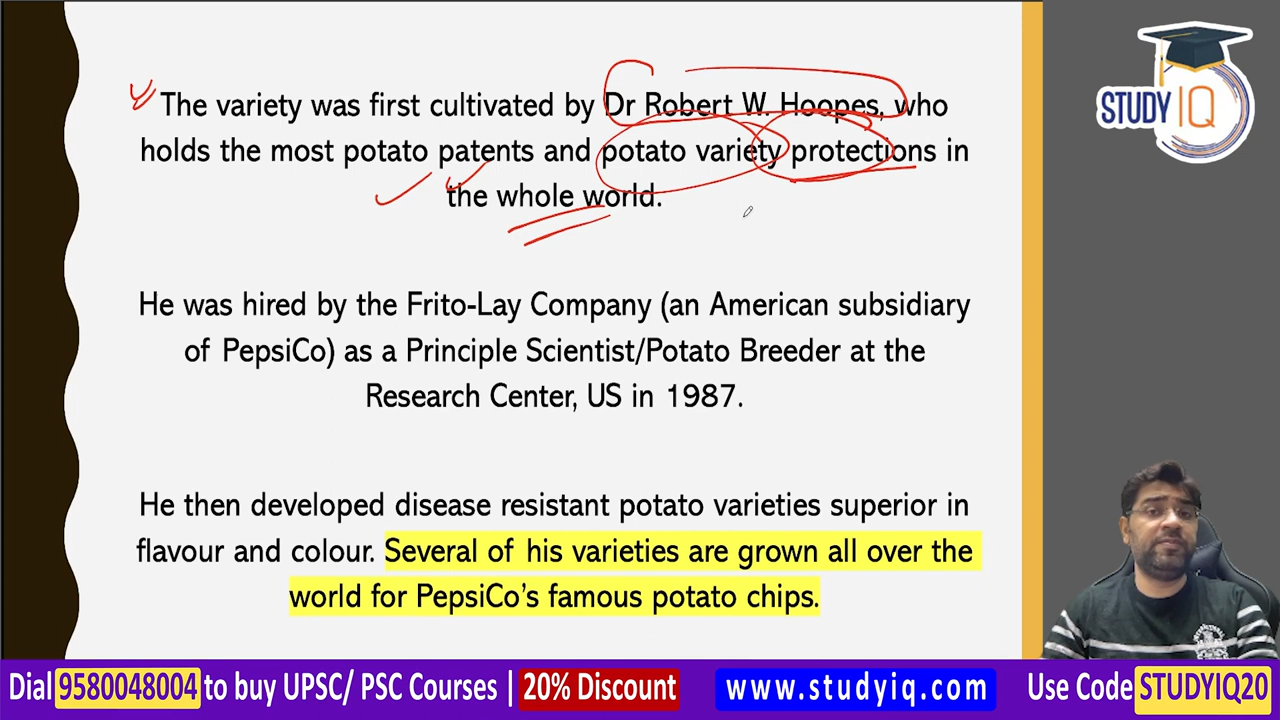 The variety was first cultivated by Dr Robert W. Hoopes, who
holds the most potato patents and potato variety protections in
the whole world.
He was hired by the Frito-Lay Company (an American subsidiary
of PepsiCo) as a Principle Scientist/Potato Breeder at the
Research Center, US in 1987.
He then developed disease resistant potato varieties superior in
flavour and colour. Several of his varieties are grown all over the
world for PepsiCo's famous potato chips.
STUDY IQ
Dial 9580048004 to buy UPSC/ PSC Courses | 20% Discount www.studyiq.com Use Code STUDYIQ20